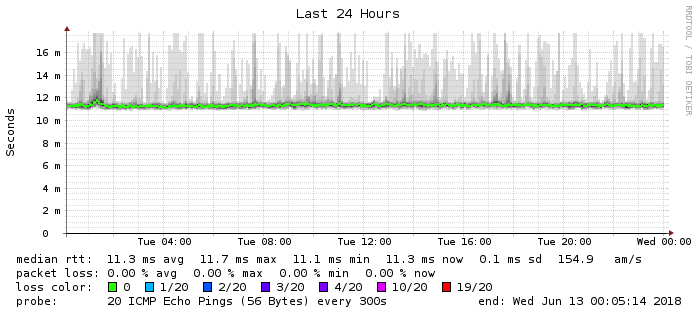 Last 24 Hours
RRDTOOL / TOBI OETIKER
Seconds
16 m
14 m
12 m
10 m
8 m
6 m
4 m
2 m
0
Tue 04:00 Tue 08:00 Tue 12:00 Tue 16:00 Tue 20:00 Wed 00:00
median rtt: 11.3 ms avg 11.7 ms max 11.1 ms min 11.3 ms now 0.1 ms sd 154.9 am/s
packet loss: 0.00 % avg 0.00 % max 0.00 % min 0.00 % now
loss color: 0 1/20 2/20 3/20 4/20 10/20 19/20
probe: 20 ICMP Echo Pings (56 Bytes) every 300s end: Wed Jun 13 00:05:14 2018